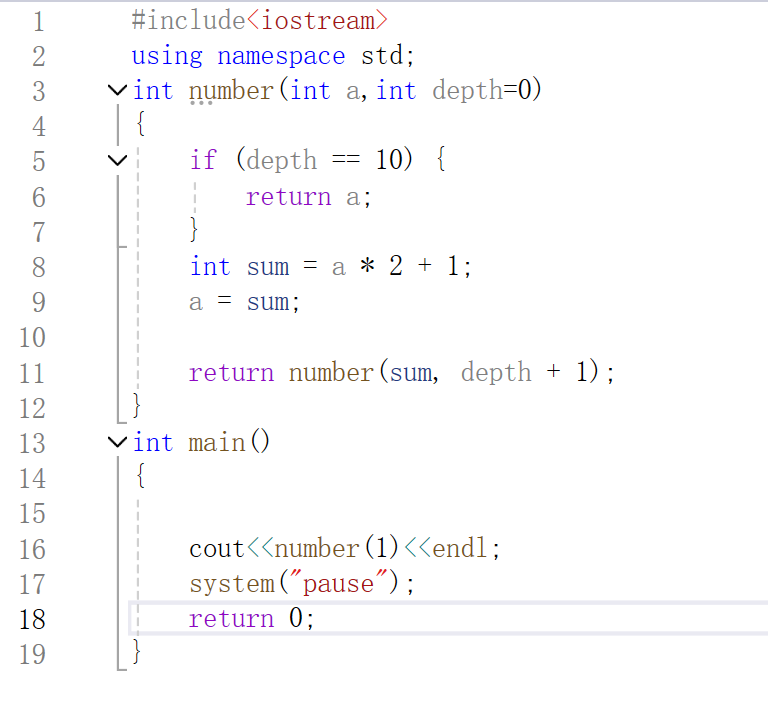 1 #include<iostream>
2 using namespace std;
3 int number(int a,int depth=0)
4 {
5 if (depth == 10) {
6 return a;
7 }
8 int sum = a * 2 + 1;
9 a = sum;
10
11 return number(sum, depth + 1);
12 }
13 int main()
14 {
15
16 cout<<number(1)<<endl;
17 system("pause");
18 return 0;
19 }